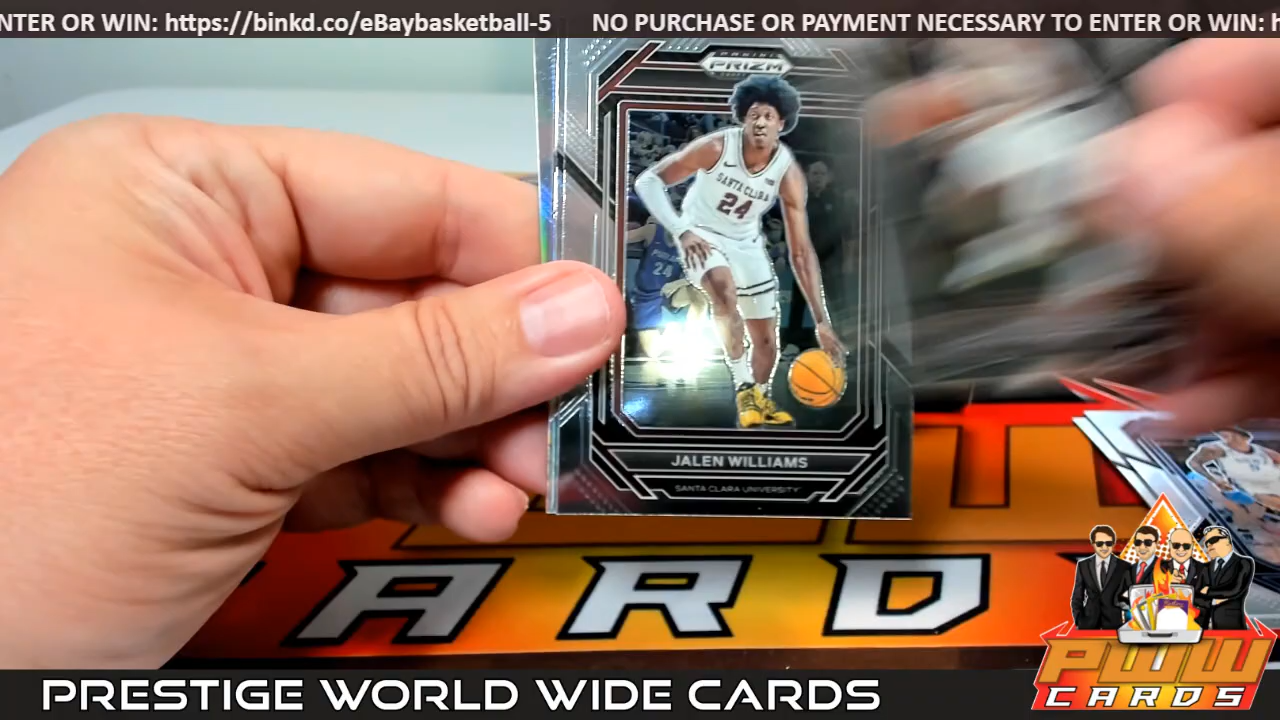 NTER OR WIN: https://binkd.co/eBaybasketball-5 NO PURCHASE OR PAYMENT NECESSARY TO ENTER OR WIN: h
PANINI
PRIZM
SANTA CLARA
24
24
JALEN WILLIAMS
SANTA CLARA UNIVERSITY
ARD
PWW
CARDS
PRESTIGE WORLD WIDE CARDS